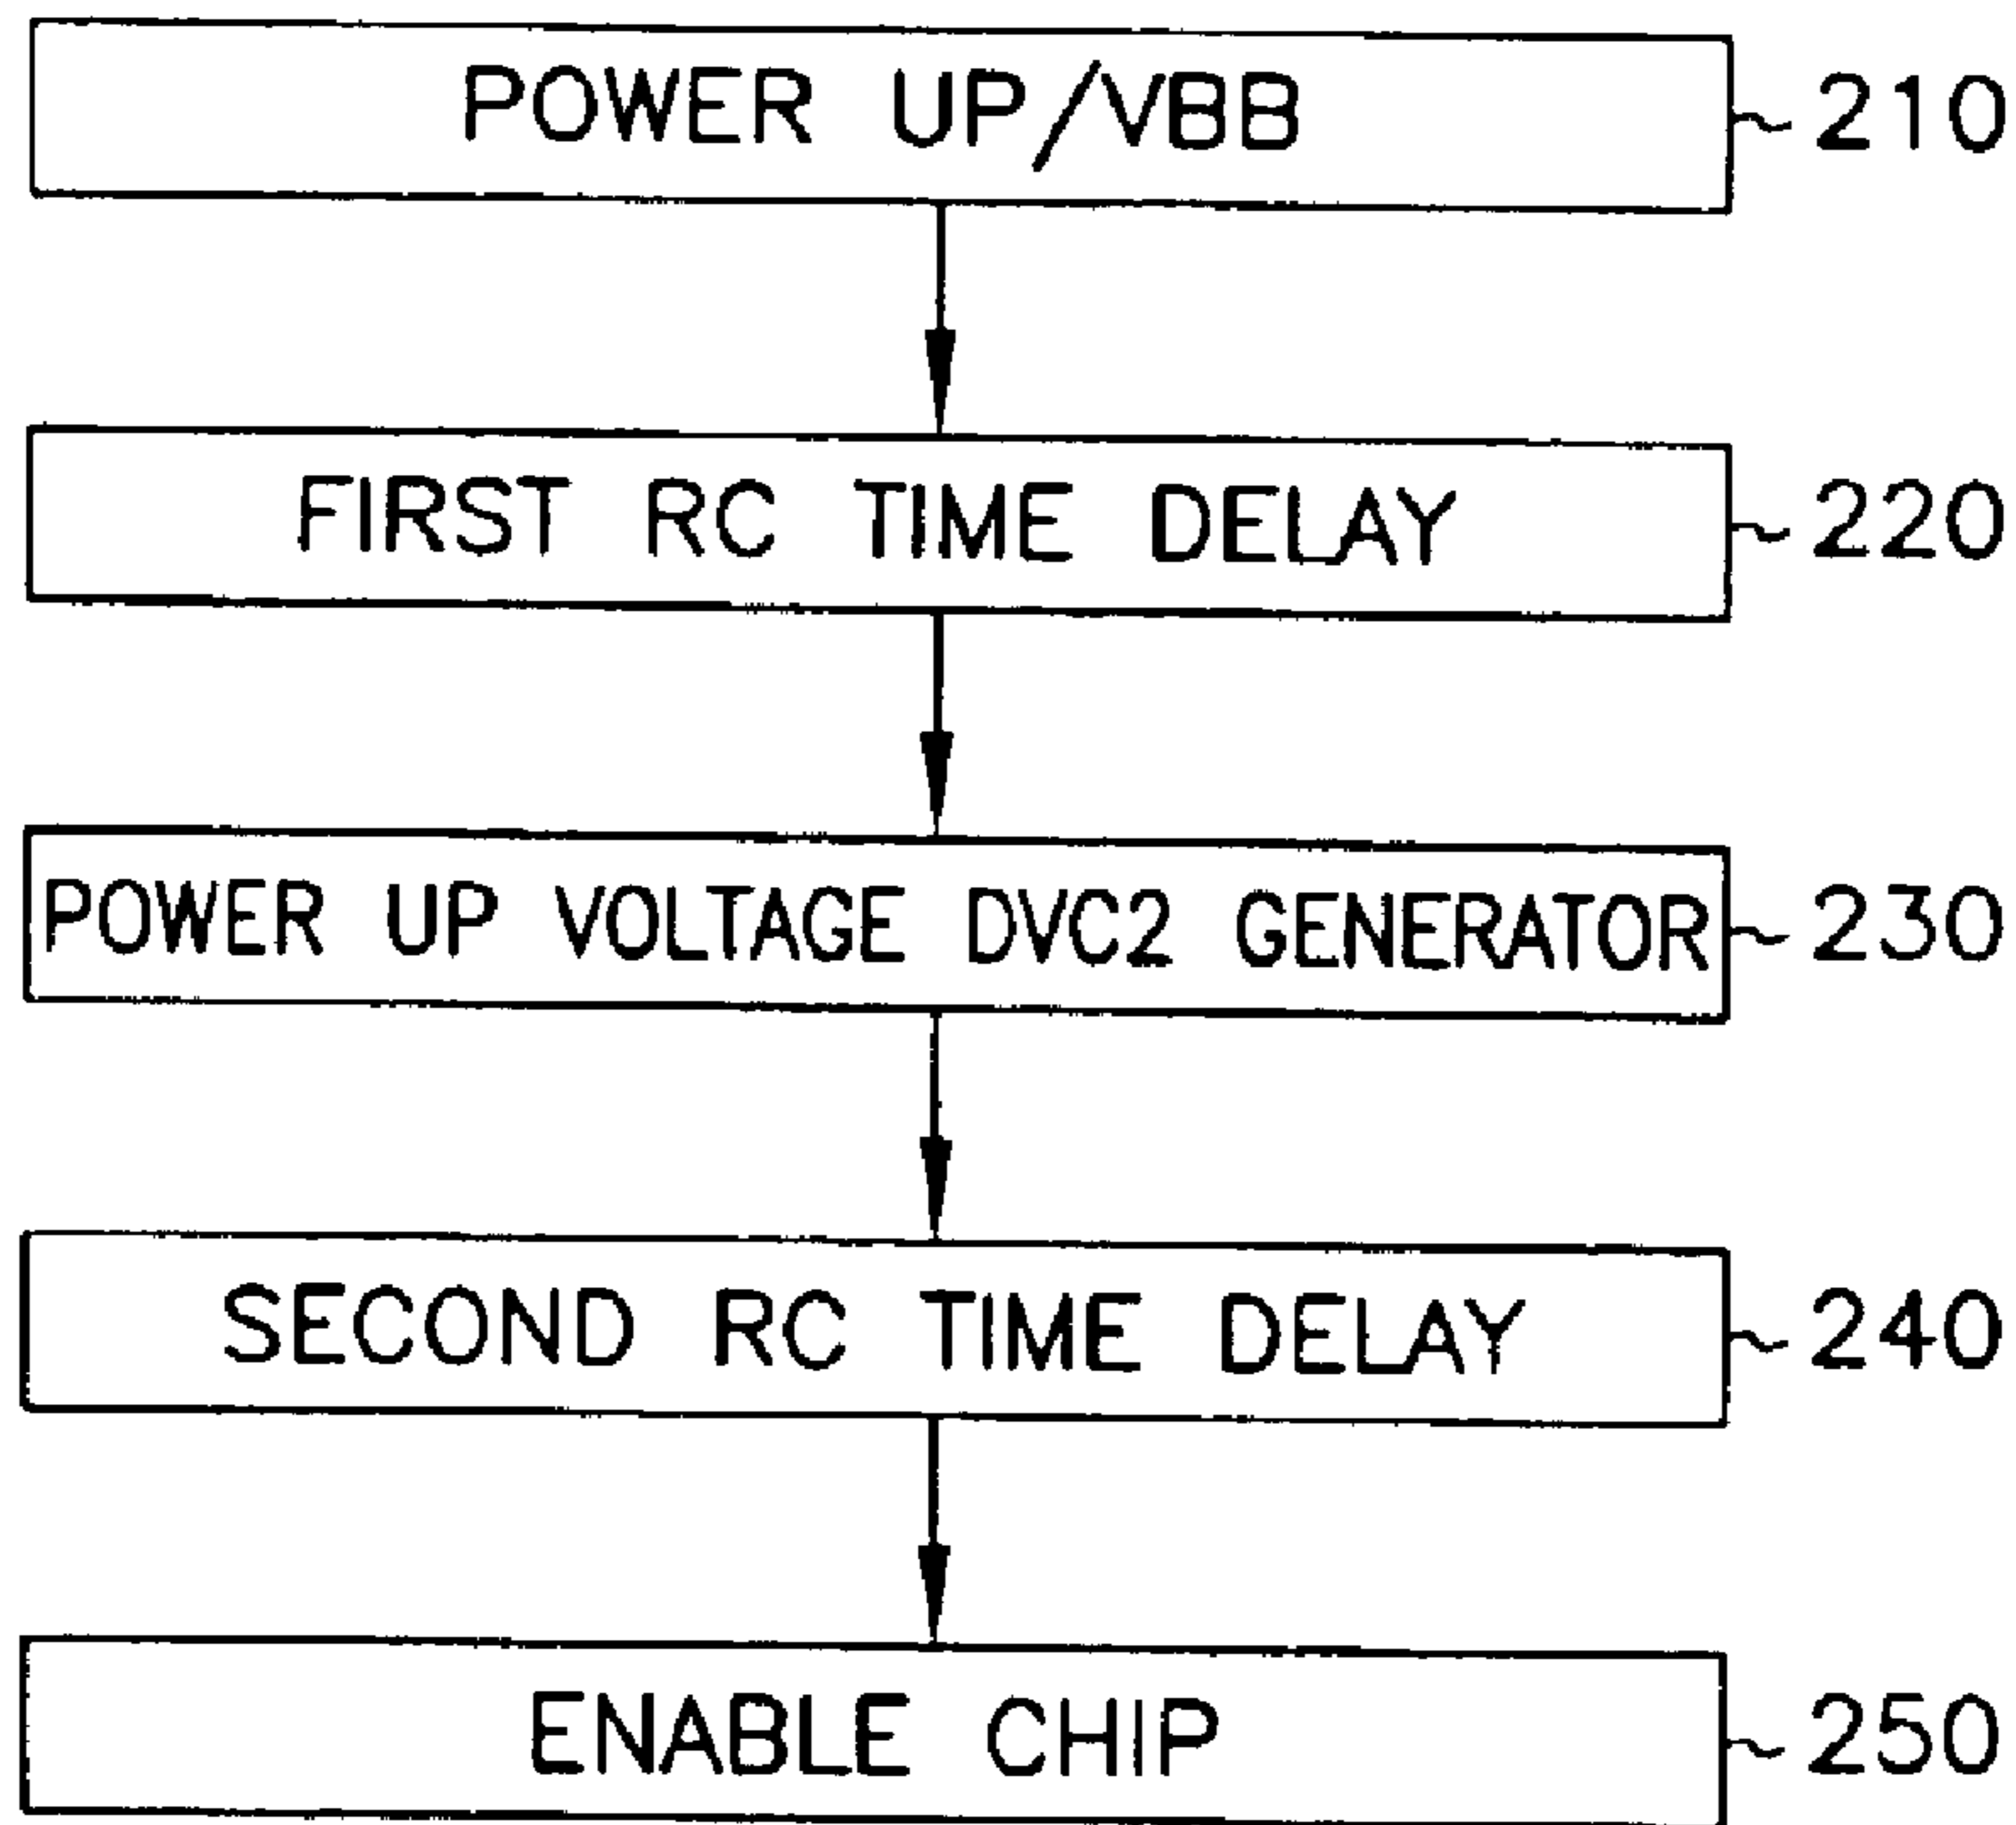 POWER UP/VBB 210
FIRST RC TIME DELAY 220
POWER UP VOLTAGE DVC2 GENERATOR 230
SECOND RC TIME DELAY 240
ENABLE CHIP 250